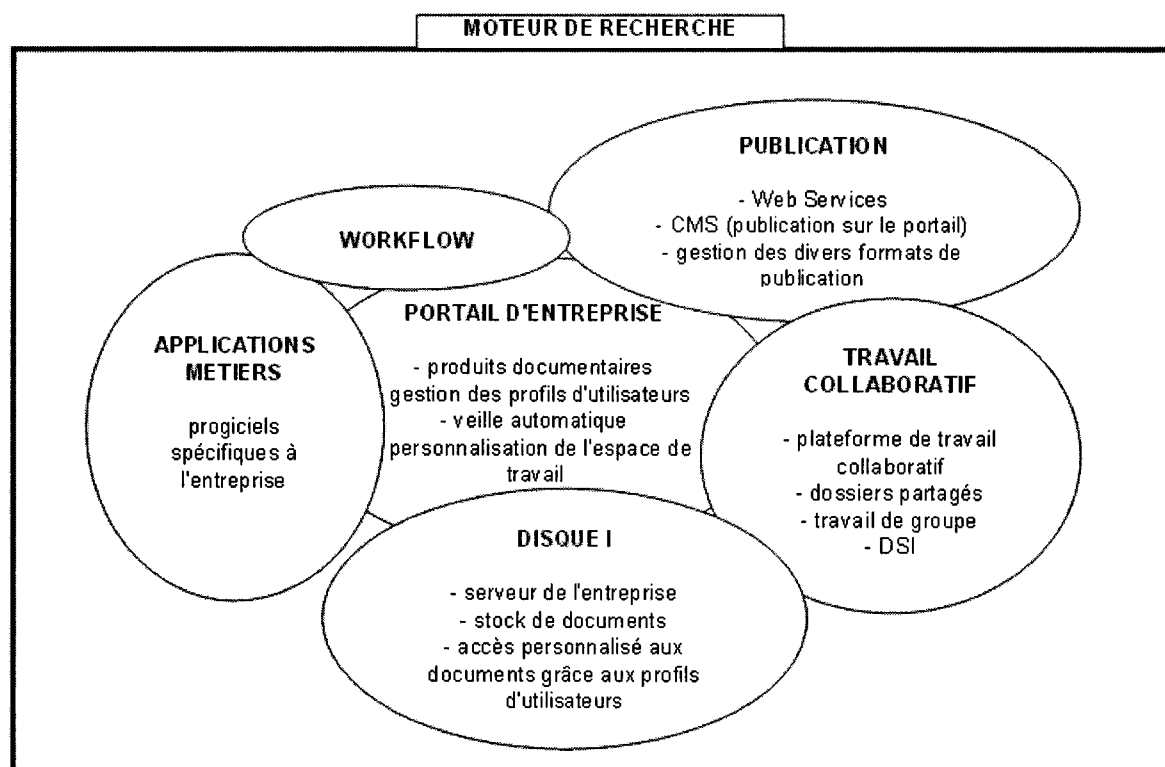 MOTEUR DE RECHERCHE
PUBLICATION
- Web Services
- CMS (publication sur le portail)
- gestion des divers formats de
publication
WORKFLOW
PORTAIL D'ENTREPRISE
- produits documentaires
gestion des profils d'utilisateurs
- veille automatique
personnalisation de l'espace de
travail
APPLICATIONS
METIERS
progiciels
spécifiques à
l'entreprise
TRAVAIL
COLLABORATIF
- plateforme de travail
collaboratif
- dossiers partagés
- travail de groupe
- DSI
DISQUE I
- serveur de l'entreprise
- stock de documents
- accès personnalisé aux
documents grâce aux profils
d'utilisateurs